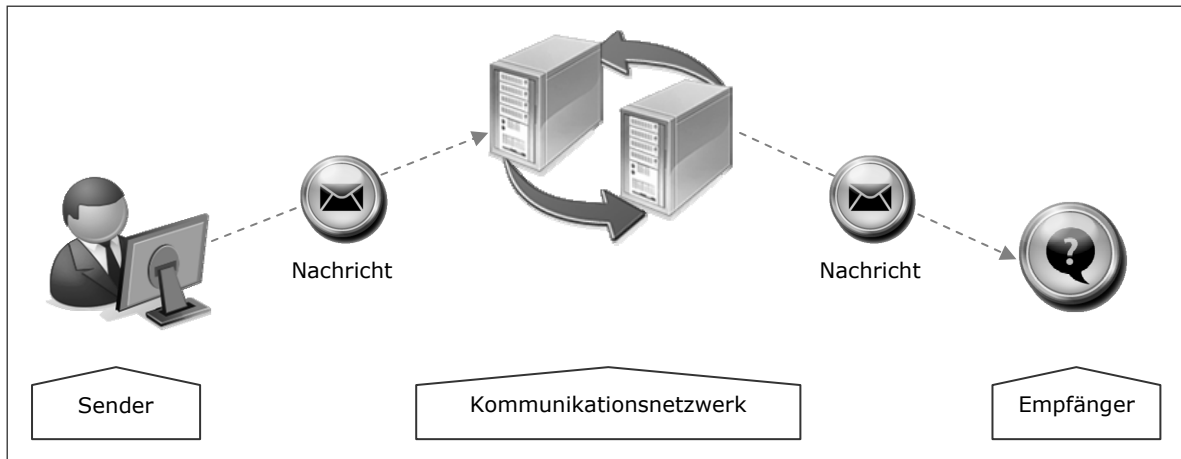 Nachricht
Nachricht
?
Sender
Kommunikationsnetzwerk
Empfänger